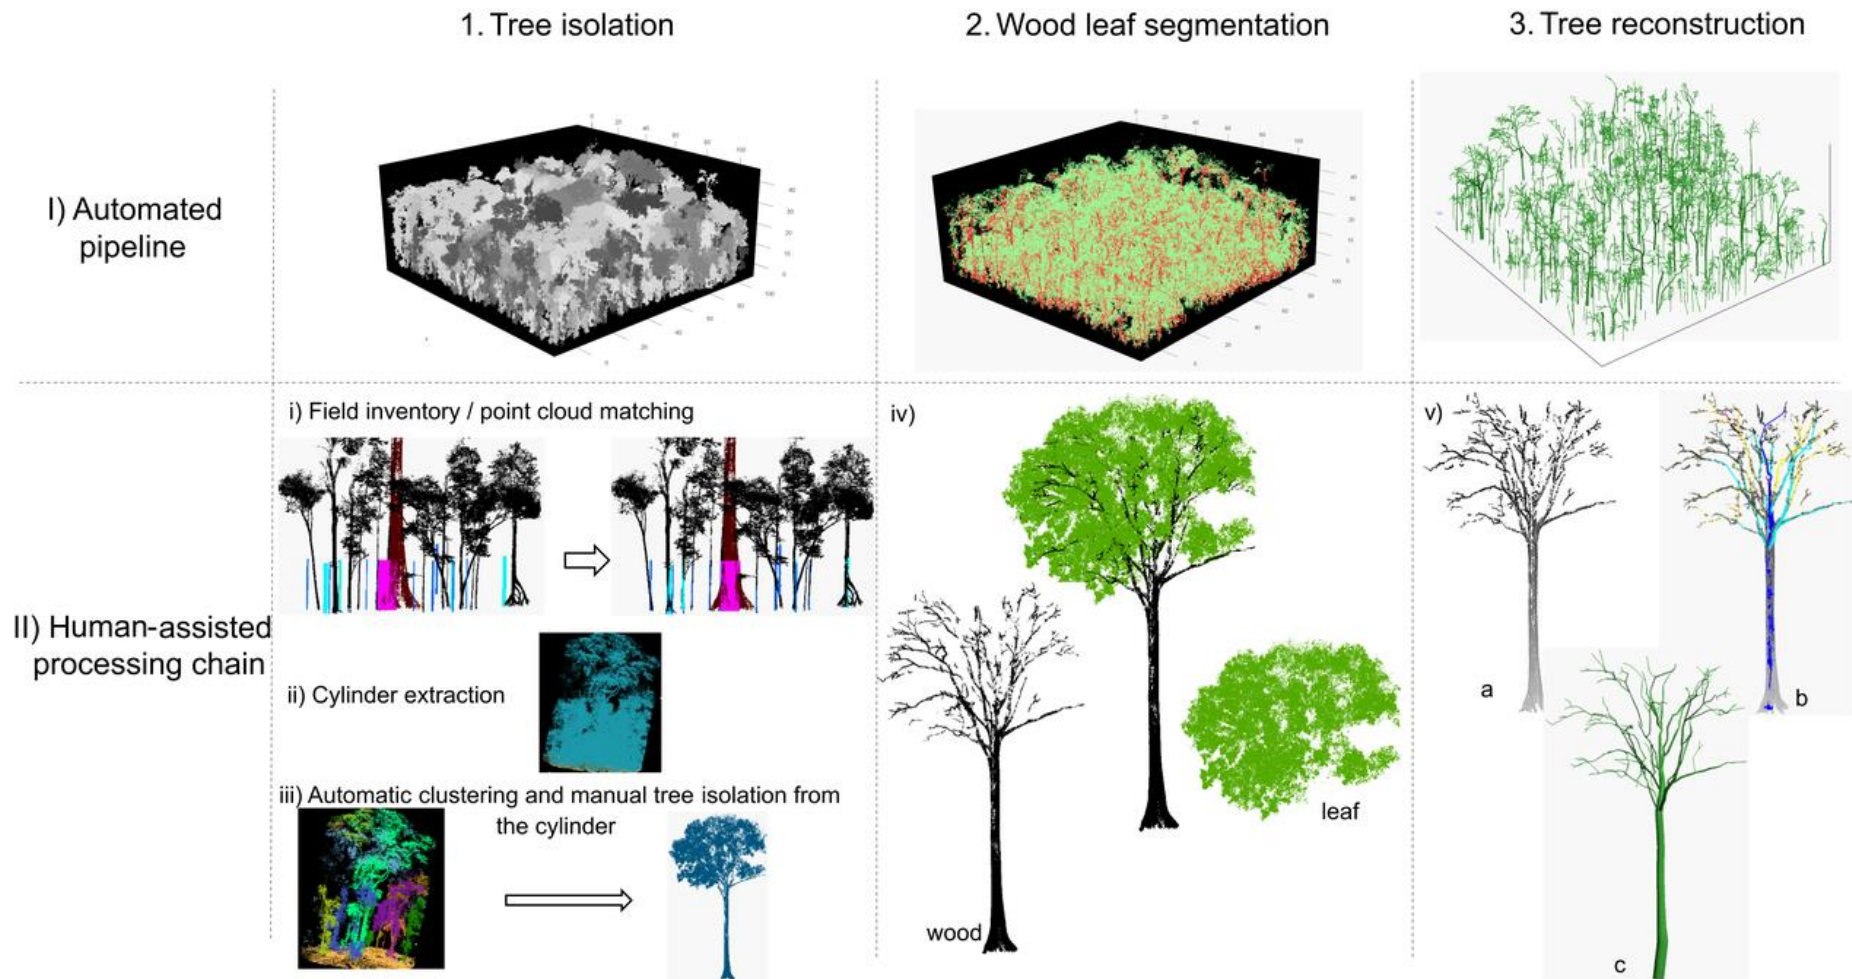 1. Tree isolation
2. Wood leaf segmentation
3. Tree reconstruction
I) Automated
pipeline
II) Human-assisted
processing chain
i) Field inventory / point cloud matching
ii) Cylinder extraction
iii) Automatic clustering and manual tree isolation from
the cylinder
iv)
wood
leaf
v)
a
b
c